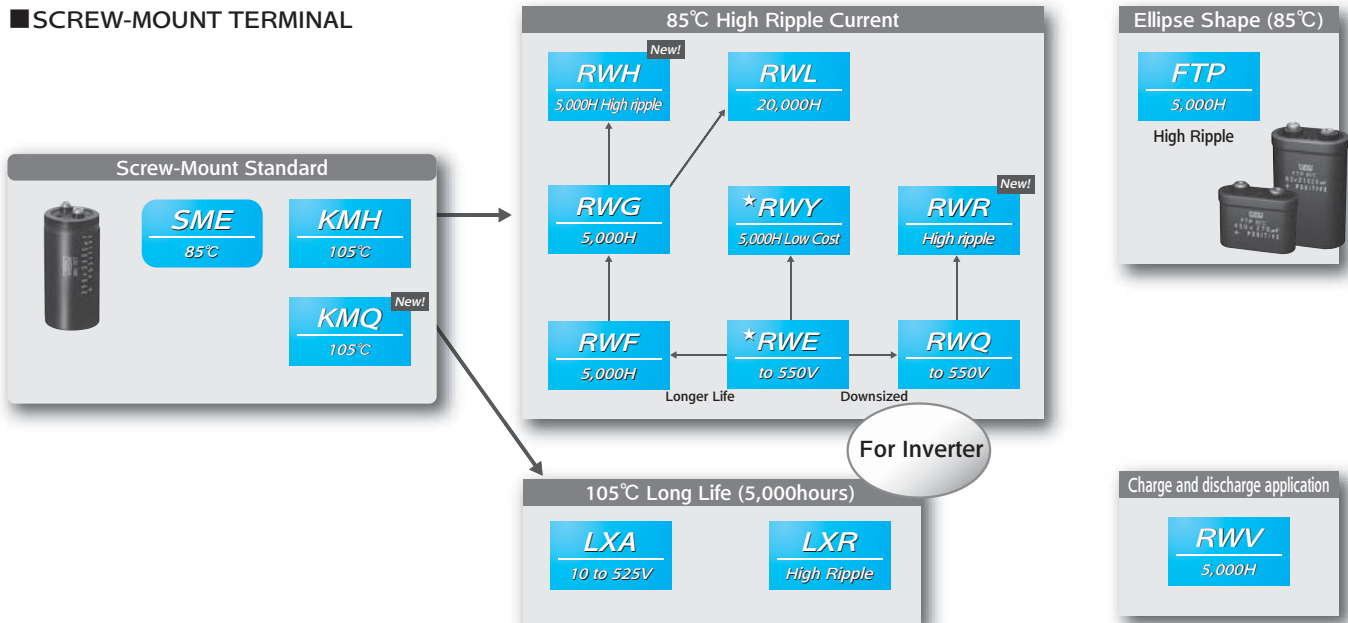 ■SCREW-MOUNT TERMINAL
Screw-Mount Standard
SME
85℃
KMH
105℃
New!
KMQ
105℃
85℃ High Ripple Current
New!
RWH
5,000H High ripple
RWL
20,000H
RWG
5,000H
★RWY
5,000H Low Cost
New!
RWR
High ripple
RWF
5,000H
★RWE
to 550V
RWQ
to 550V
Longer Life
Downsized
For Inverter
105℃ Long Life (5,000hours)
LXA
10 to 525V
LXR
High Ripple
Ellipse Shape (85℃)
FTP
5,000H
High Ripple
Charge and discharge application
RWV
5,000H